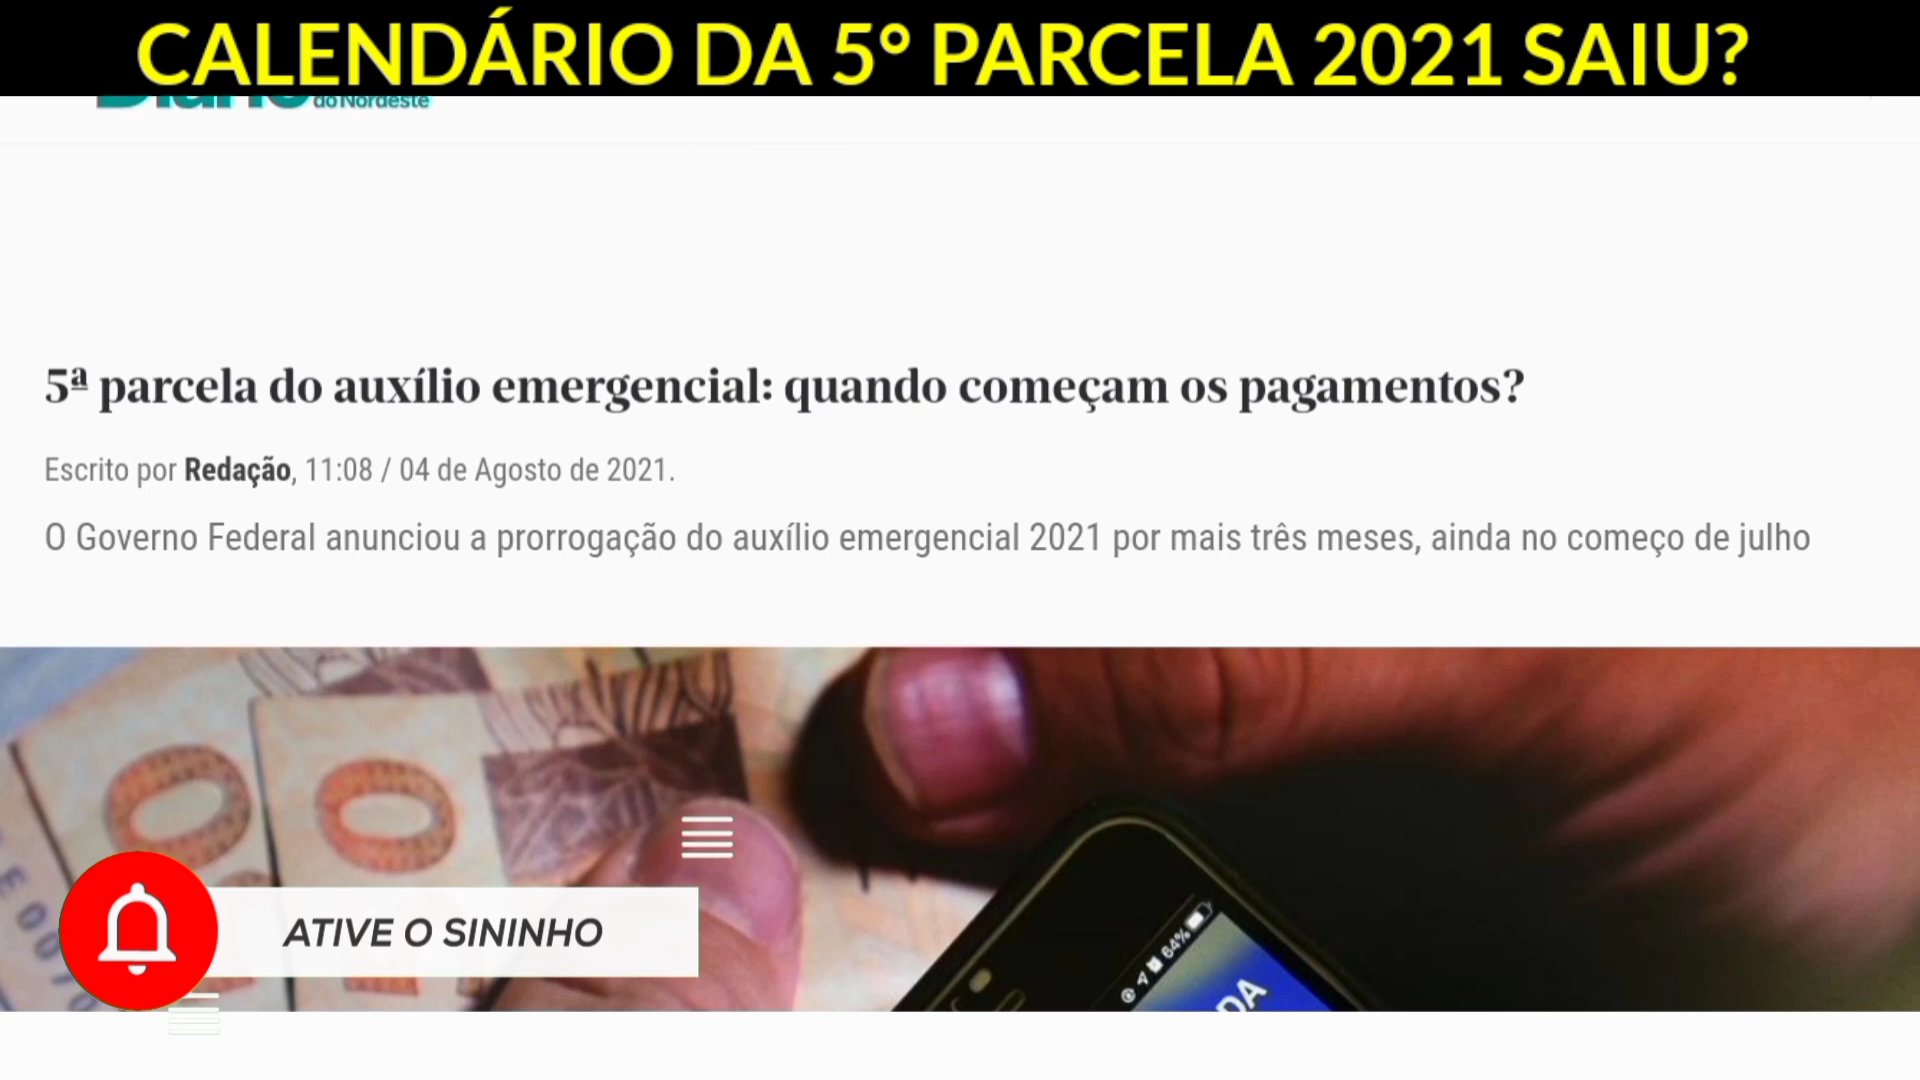 CALENDÁRIO DA 5° PARCELA 2021 SAIU?
Diário do Nordeste
5ª parcela do auxílio emergencial: quando começam os pagamentos?
Escrito por Redação, 11:08 / 04 de Agosto de 2021.
O Governo Federal anunciou a prorrogação do auxílio emergencial 2021 por mais três meses, ainda no começo de julho
64%
DA
ATIVE O SININHO